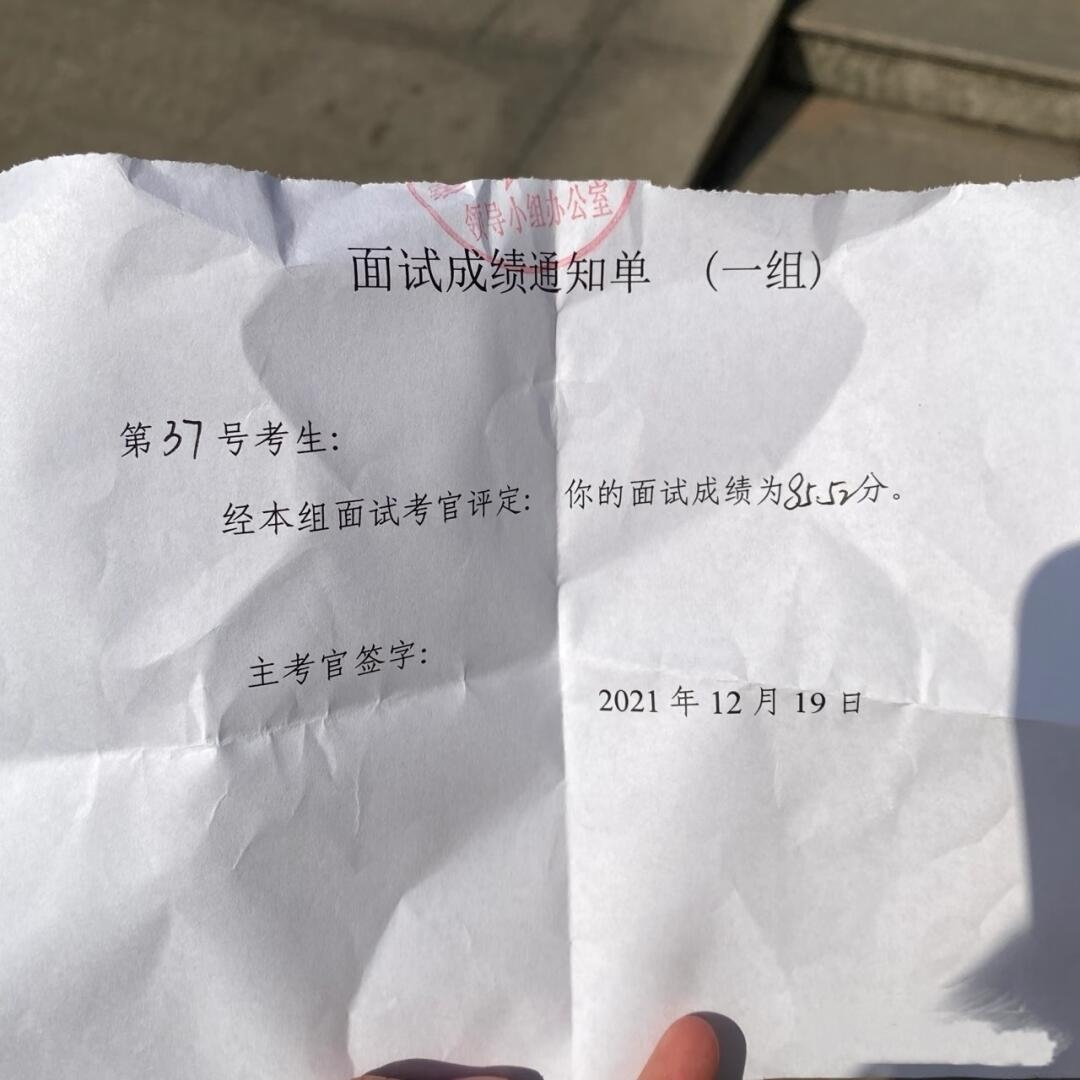 领导小组办公室
面试成绩通知单 (一组)
第37号考生:
经本组面试考官评定: 你的面试成绩为85.52分。
主考官签字:
2021年12月19日